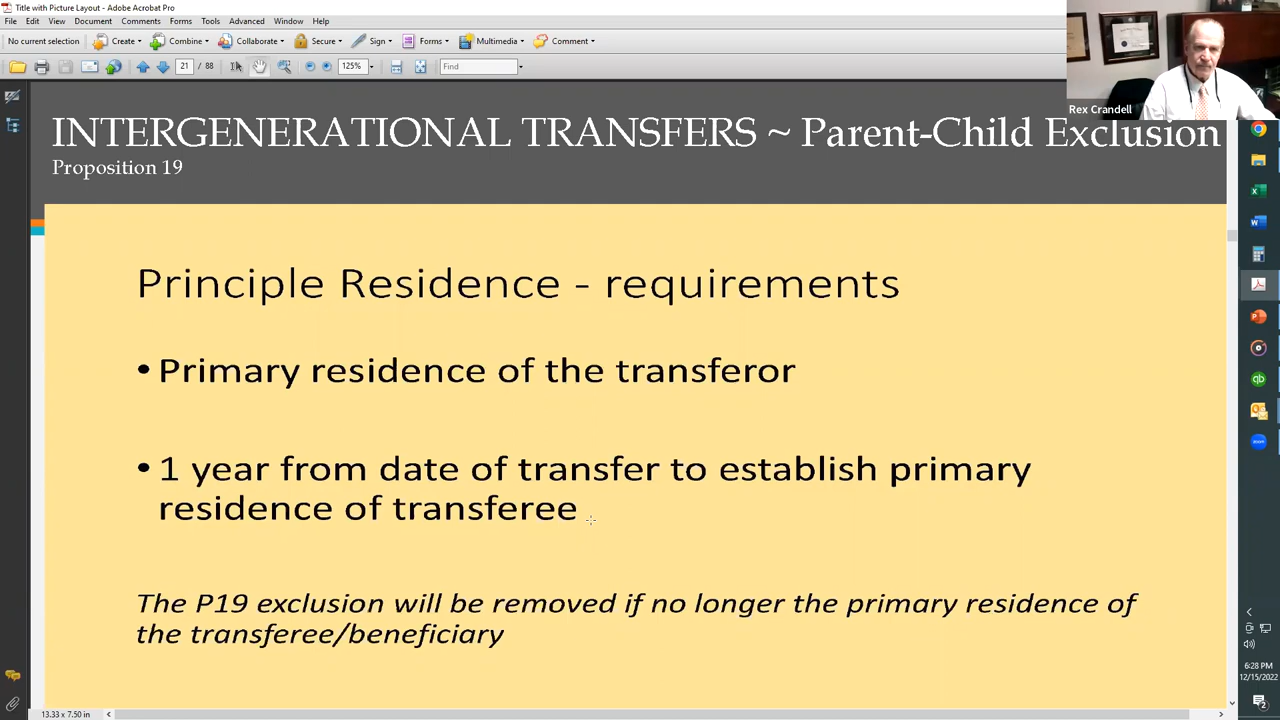 Title with Picture Layout - Adobe Acrobat Pro
File Edit View Document Comments Forms Tools Advanced Window Help
No current selection Create Combine Collaborate Secure Sign Forms Multimedia Comment
21 / 88 125% Find
Rex Crandell
INTERGENERATIONAL TRANSFERS ~ Parent-Child Exclusion
Proposition 19
Principle Residence - requirements
• Primary residence of the transferor
• 1 year from date of transfer to establish primary
residence of transferee
The P19 exclusion will be removed if no longer the primary residence of
the transferee/beneficiary
6:28 PM
12/15/2022
2
13.33 x 7.50 in